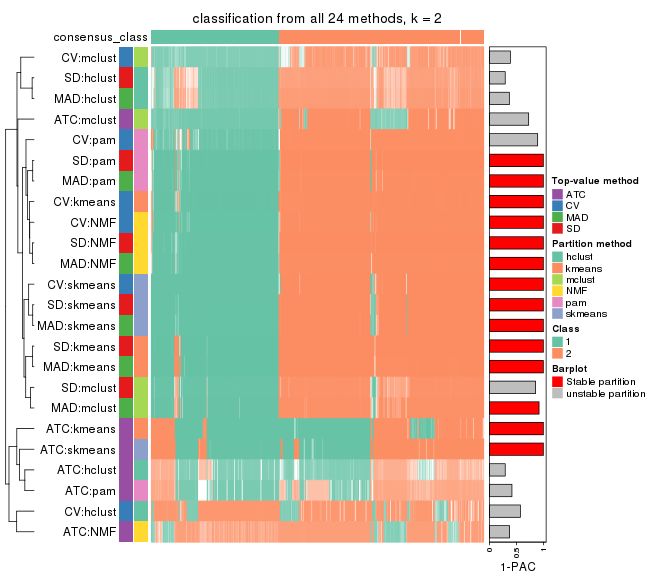 classification from all 24 methods, k = 2
consensus_class
CV:mclust
SD:hclust
MAD:hclust
ATC:mclust
CV:pam
SD:pam
MAD:pam
CV:kmeans
CV:NMF
SD:NMF
MAD:NMF
CV:skmeans
SD:skmeans
MAD:skmeans
SD:kmeans
MAD:kmeans
SD:mclust
MAD:mclust
ATC:kmeans
ATC:skmeans
ATC:hclust
ATC:pam
CV:hclust
ATC:NMF
0
0.5
1
1-PAC
Top-value method
ATC
CV
MAD
SD
Partition method
hclust
kmeans
mclust
NMF
pam
skmeans
Class
1
2
Barplot
Stable partition
unstable partition